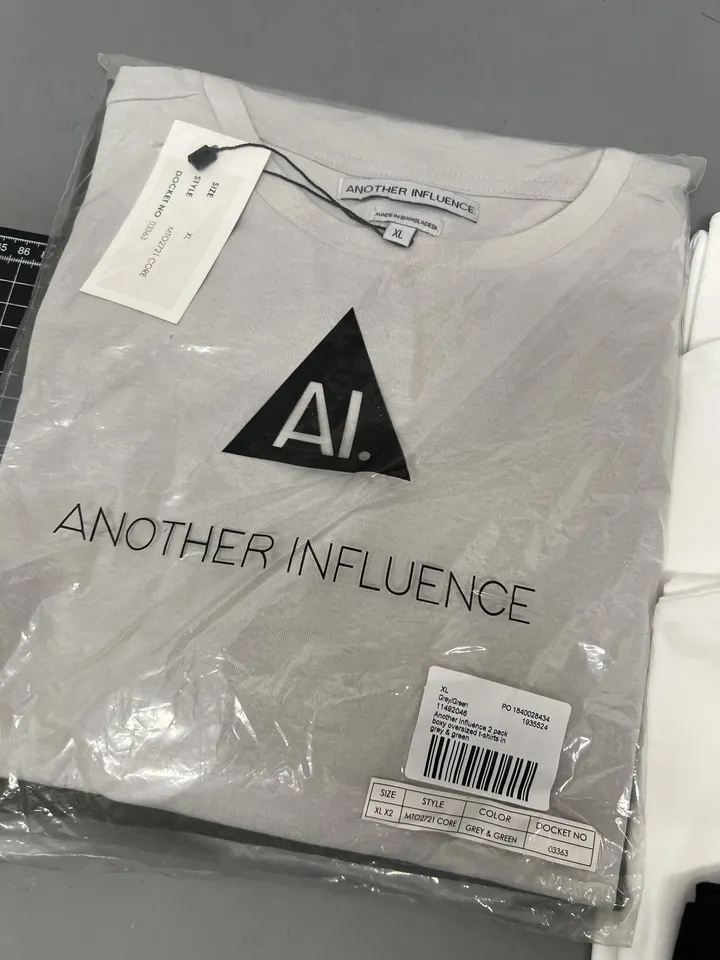 SIZE XL
STYLE MTO2721 CORE
DOCKET NO 03363
ANOTHER INFLUENCE
MADE IN BANGLADESH
XL
AI.
ANOTHER INFLUENCE
XL
Grey/Green PO 1840028434
11492046 1935524
Another Influence 2 pack
boxy oversized t-shirts in
grey & green
SIZE STYLE COLOR DOCKET NO
XL X2 MTO2721 CORE GREY & GREEN 03363
85 86